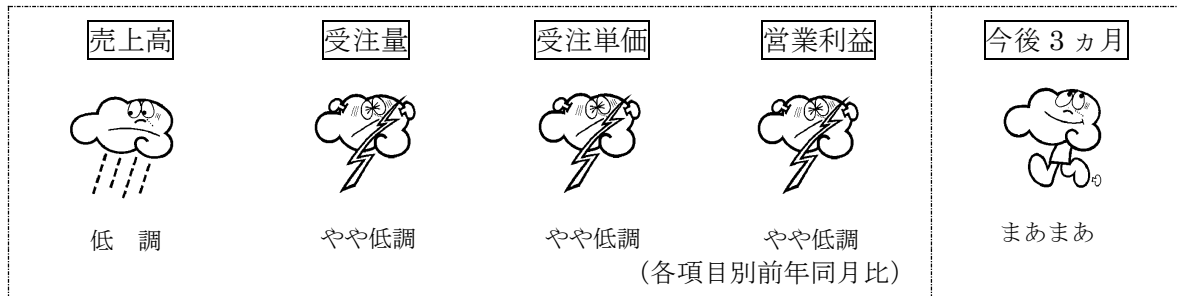 売上高 受注量 受注単価 営業利益 今後3ヵ月
低　調 やや低調 やや低調 やや低調 まあまあ
（各項目別前年同月比）